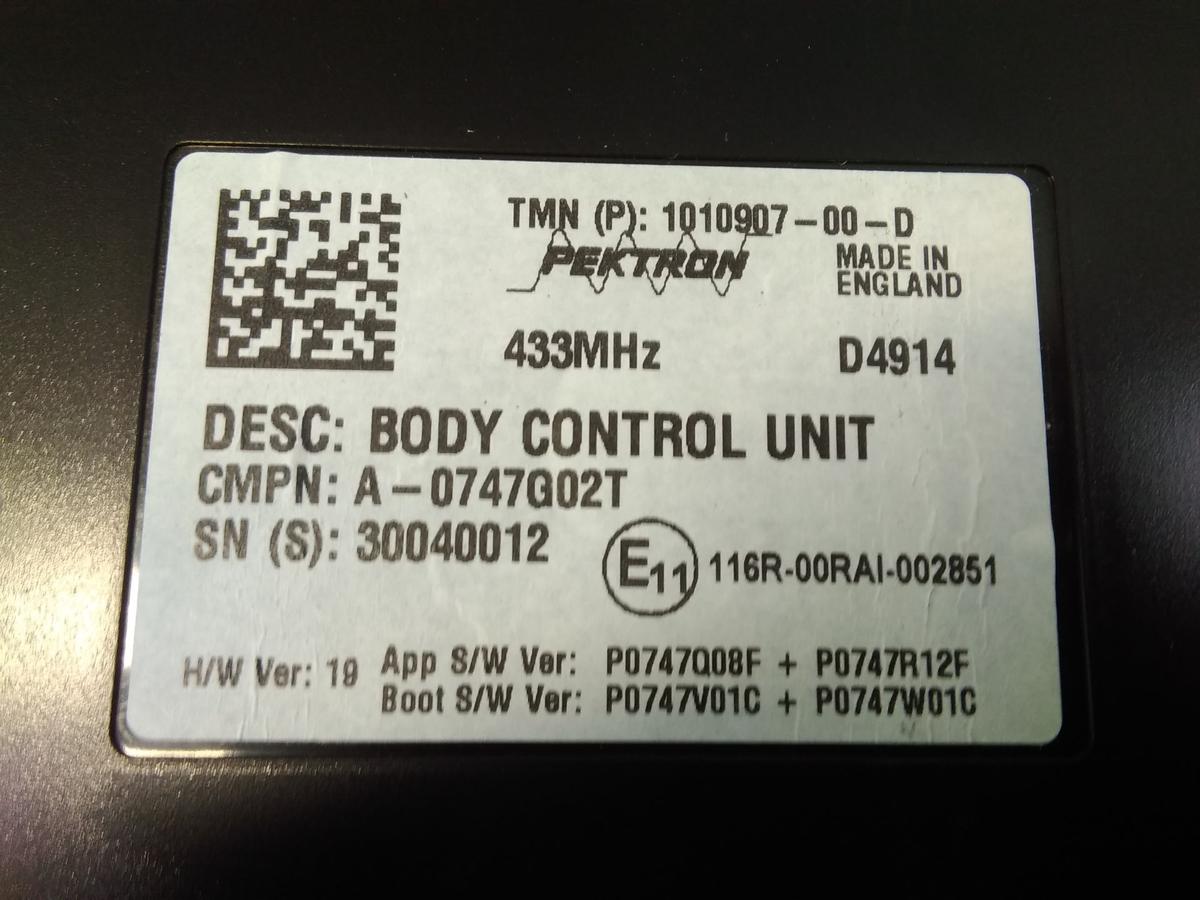 TMN (P): 1010907-00-D
PEKTRON
MADE IN
ENGLAND
433MHz
D4914
DESC: BODY CONTROL UNIT
CMPN: A-0747G02T
SN (S): 30040012
E11 116R-00RAI-002851
H/W Ver: 19
App S/W Ver: P0747Q08F + P0747R12F
Boot S/W Ver: P0747V01C + P0747W01C